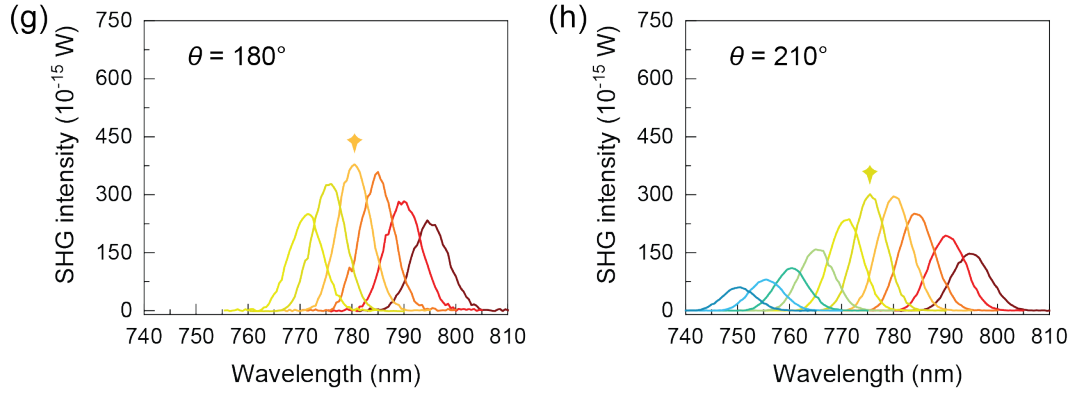 (g)
SHG intensity (10⁻¹⁵ W)
750
600
450
300
150
0
θ = 180°
740 750 760 770 780 790 800 810
Wavelength (nm)
(h)
SHG intensity (10⁻¹⁵ W)
750
600
450
300
150
0
θ = 210°
740 750 760 770 780 790 800 810
Wavelength (nm)